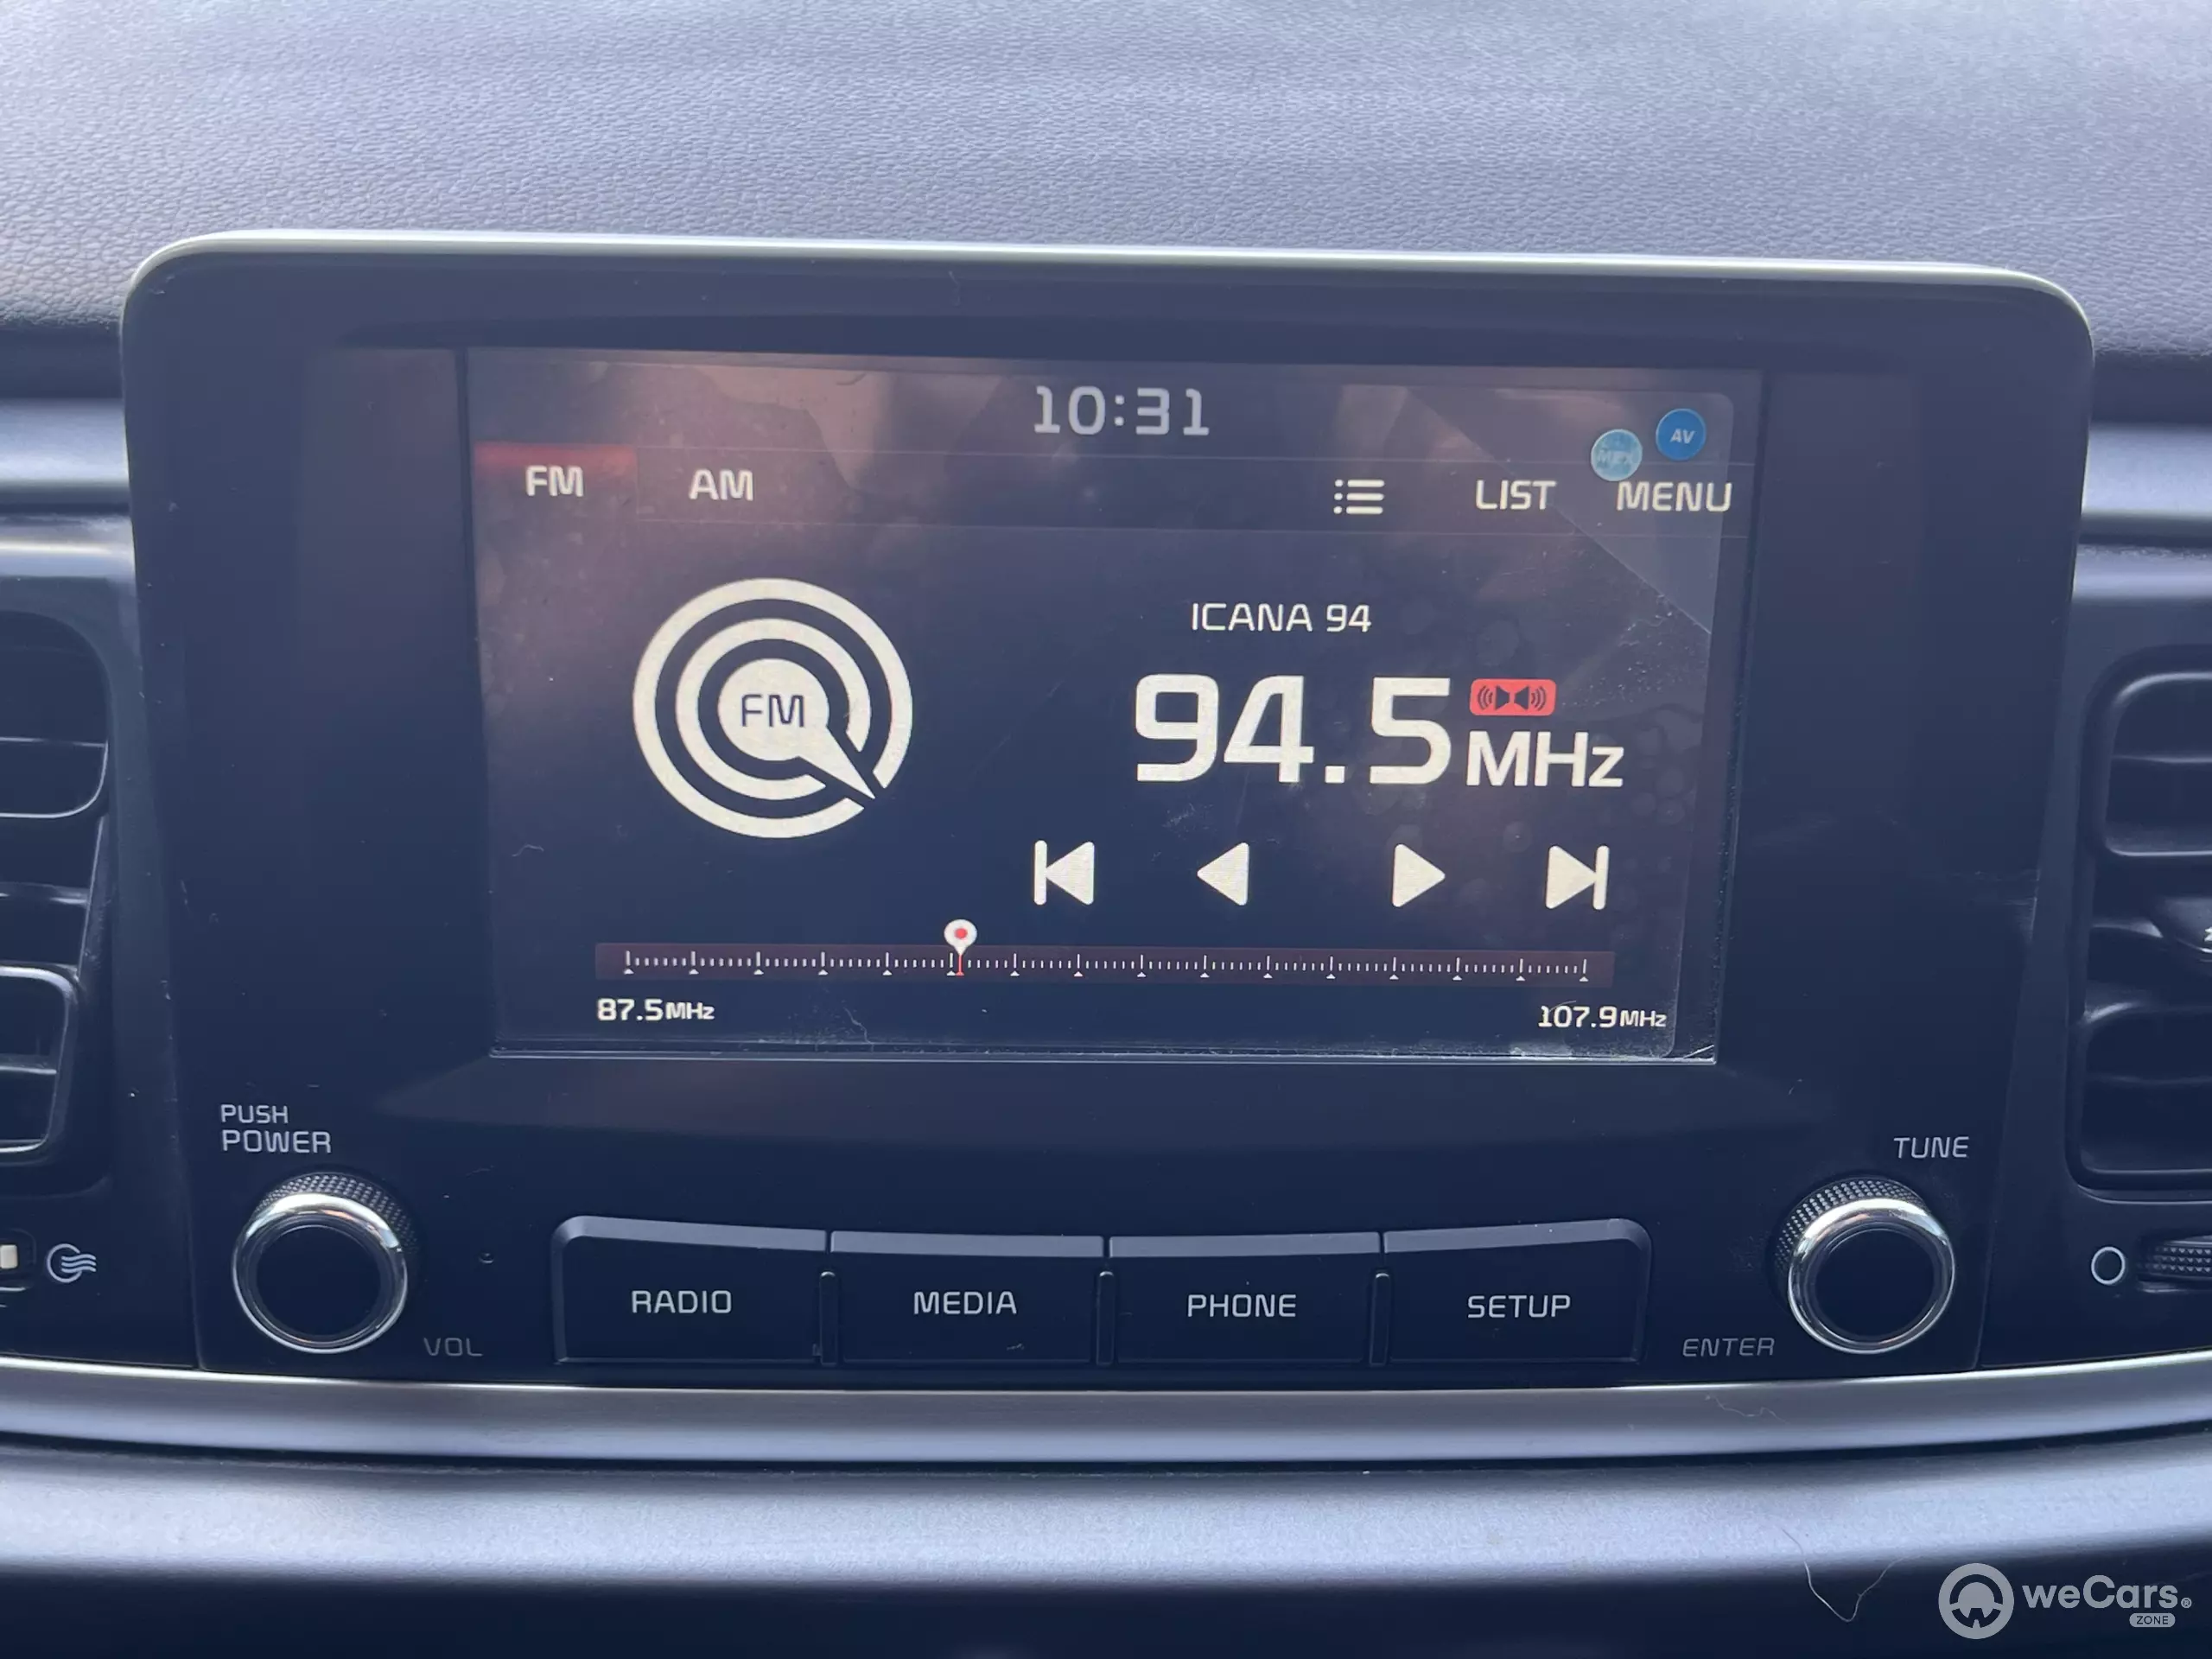 10:31
AV
MEX
FM AM LIST MENU
ICANA 94
FM
94.5 MHz
87.5MHz 107.9MHz
PUSH
POWER
TUNE
RADIO MEDIA PHONE SETUP
VOL ENTER
weCars®
ZONE